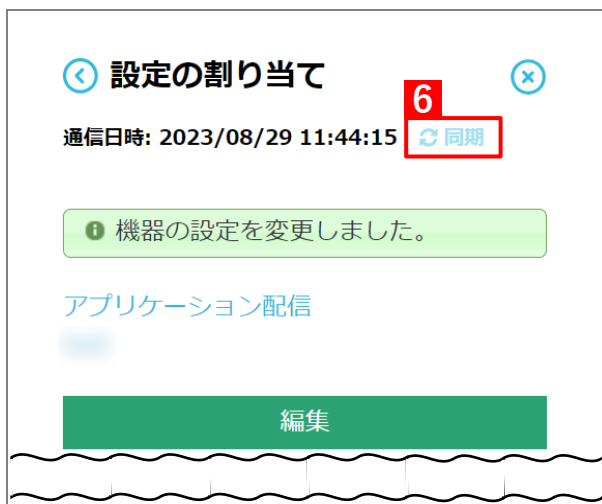 設定の割り当て
6
通信日時: 2023/08/29 11:44:15 同期
機器の設定を変更しました。
アプリケーション配信
編集